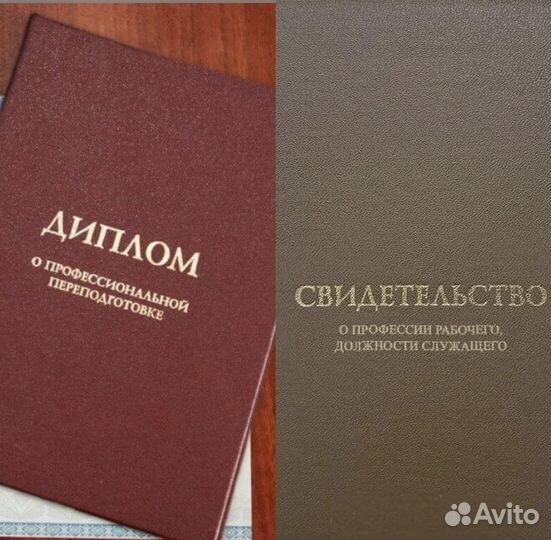 ДИПЛОМ
О ПРОФЕССИОНАЛЬНОЙ
ПЕРЕПОДГОТОВКЕ
СВИДЕТЕЛЬСТВО
О ПРОФЕССИИ РАБОЧЕГО,
ДОЛЖНОСТИ СЛУЖАЩЕГО
Avito